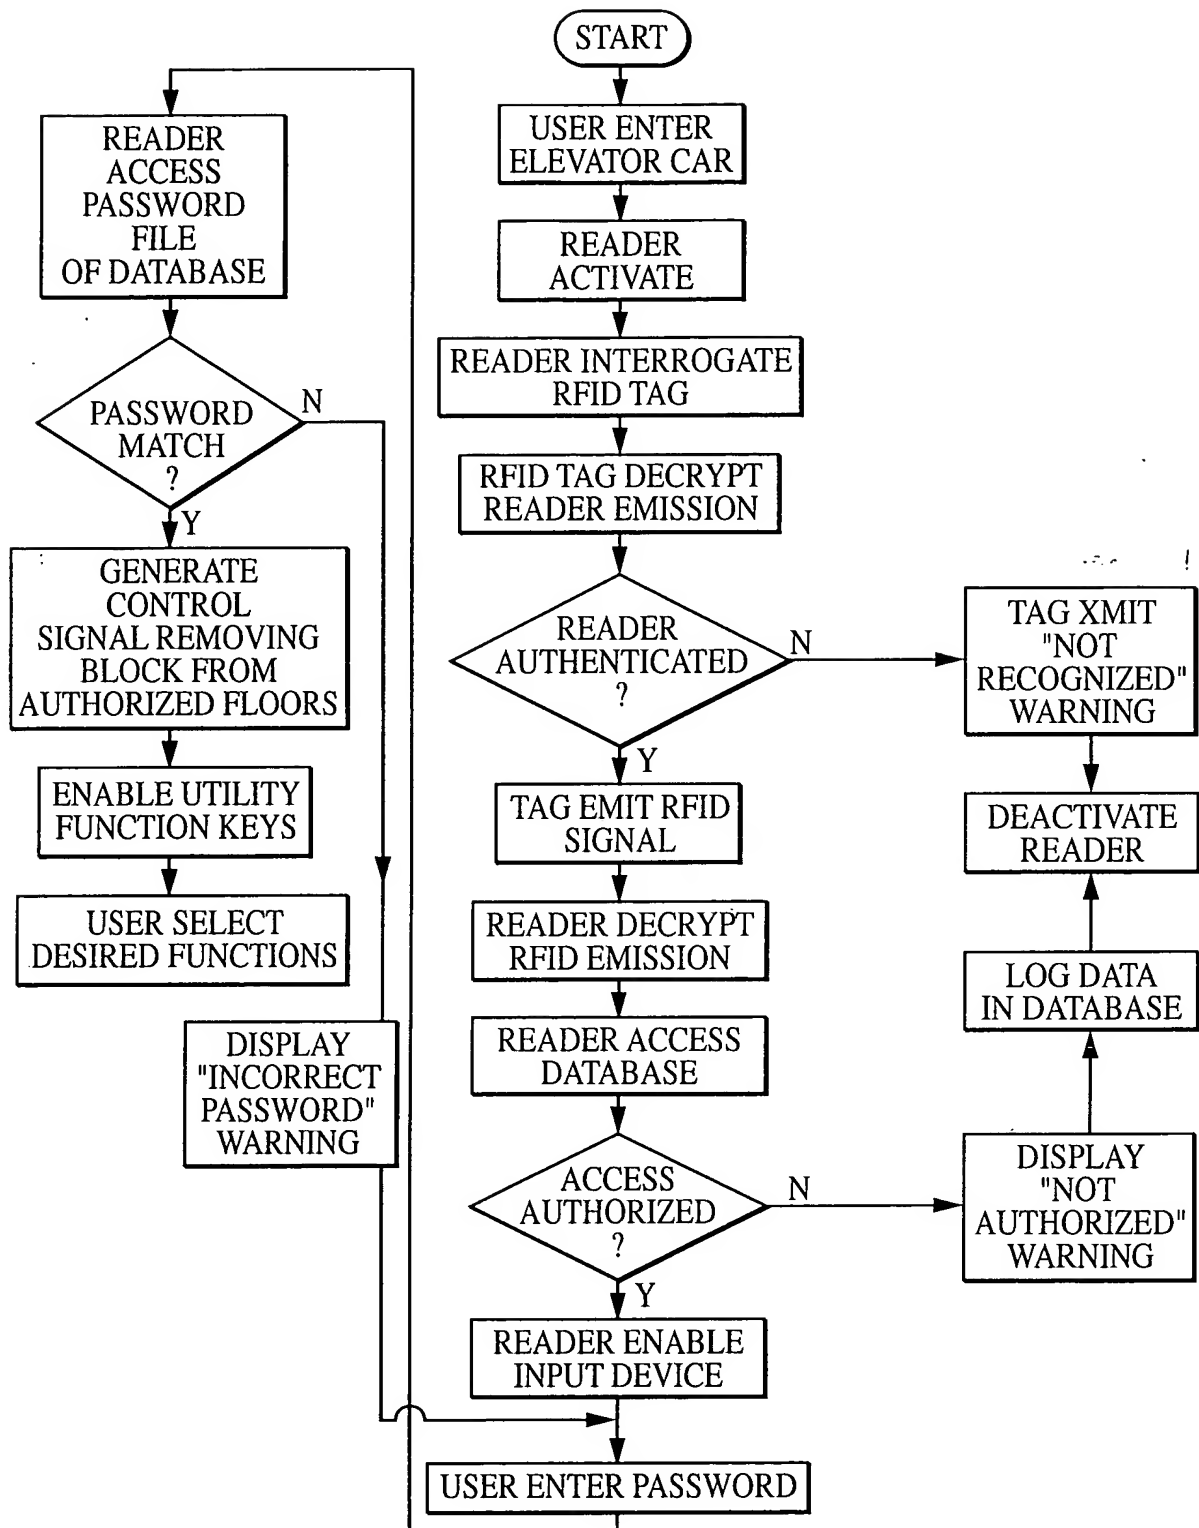 START
USER ENTER
ELEVATOR CAR
READER
ACTIVATE
READER INTERROGATE
RFID TAG
RFID TAG DECRYPT
READER EMISSION
READER
AUTHENTICATED
?
N
Y
TAG XMIT
"NOT
RECOGNIZED"
WARNING
DEACTIVATE
READER
TAG EMIT RFID
SIGNAL
READER DECRYPT
RFID EMISSION
READER ACCESS
DATABASE
ACCESS
AUTHORIZED
?
N
Y
DISPLAY
"NOT
AUTHORIZED"
WARNING
LOG DATA
IN DATABASE
READER ENABLE
INPUT DEVICE
USER ENTER PASSWORD
READER
ACCESS
PASSWORD
FILE
OF DATABASE
PASSWORD
MATCH
?
N
Y
GENERATE
CONTROL
SIGNAL REMOVING
BLOCK FROM
AUTHORIZED FLOORS
ENABLE UTILITY
FUNCTION KEYS
USER SELECT
DESIRED FUNCTIONS
DISPLAY
"INCORRECT
PASSWORD"
WARNING